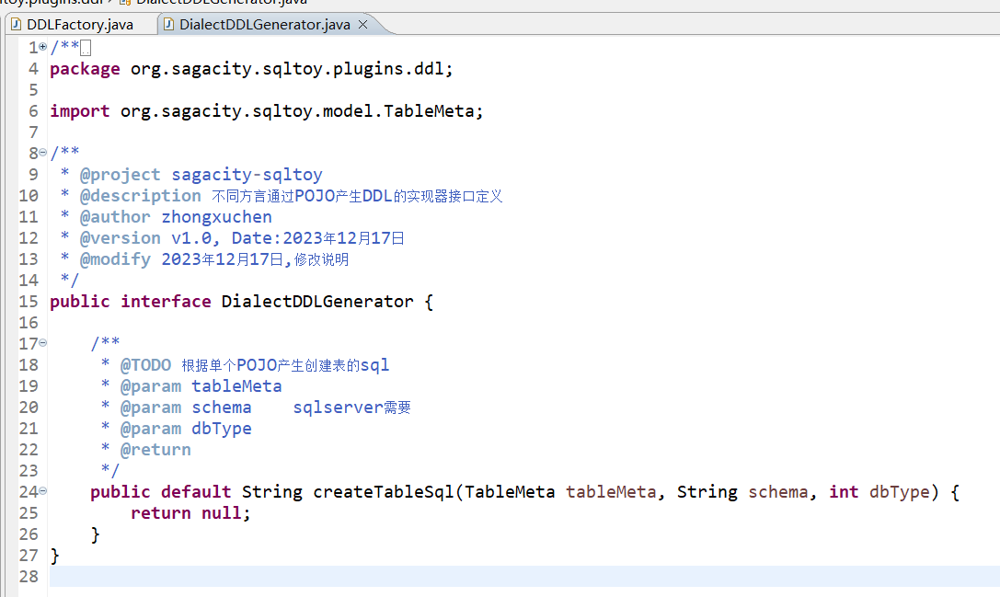 toy.plugins.ddl › DialectDDLGenerator.java
DDLFactory.java DialectDDLGenerator.java
1 /**
4 package org.sagacity.sqltoy.plugins.ddl;
5
6 import org.sagacity.sqltoy.model.TableMeta;
7
8 /**
9  * @project sagacity-sqltoy
10  * @description 不同方言通过POJO产生DDL的实现器接口定义
11  * @author zhongxuchen
12  * @version v1.0, Date:2023年12月17日
13  * @modify 2023年12月17日,修改说明
14  */
15 public interface DialectDDLGenerator {
16
17     /**
18      * @TODO 根据单个POJO产生创建表的sql
19      * @param tableMeta
20      * @param schema    sqlserver需要
21      * @param dbType
22      * @return
23      */
24     public default String createTableSql(TableMeta tableMeta, String schema, int dbType) {
25         return null;
26     }
27 }
28